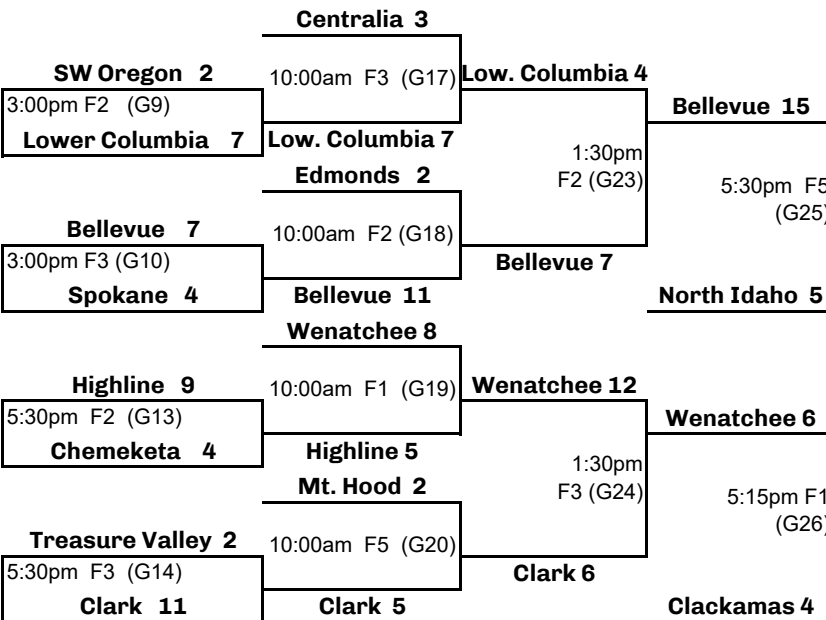 Centralia 3
SW Oregon 2
10:00am F3 (G17)
Low. Columbia 4
3:00pm F2 (G9)
Bellevue 15
Lower Columbia 7
Low. Columbia 7
1:30pm
F2 (G23)
Edmonds 2
5:30pm F5
(G25)
Bellevue 7
10:00am F2 (G18)
3:00pm F3 (G10)
Bellevue 7
Spokane 4
Bellevue 11
North Idaho 5
Wenatchee 8
Highline 9
10:00am F1 (G19)
Wenatchee 12
5:30pm F2 (G13)
Wenatchee 6
Chemeketa 4
Highline 5
1:30pm
F3 (G24)
Mt. Hood 2
5:15pm F1
(G26)
Treasure Valley 2
10:00am F5 (G20)
5:30pm F3 (G14)
Clark 6
Clark 11
Clark 5
Clackamas 4